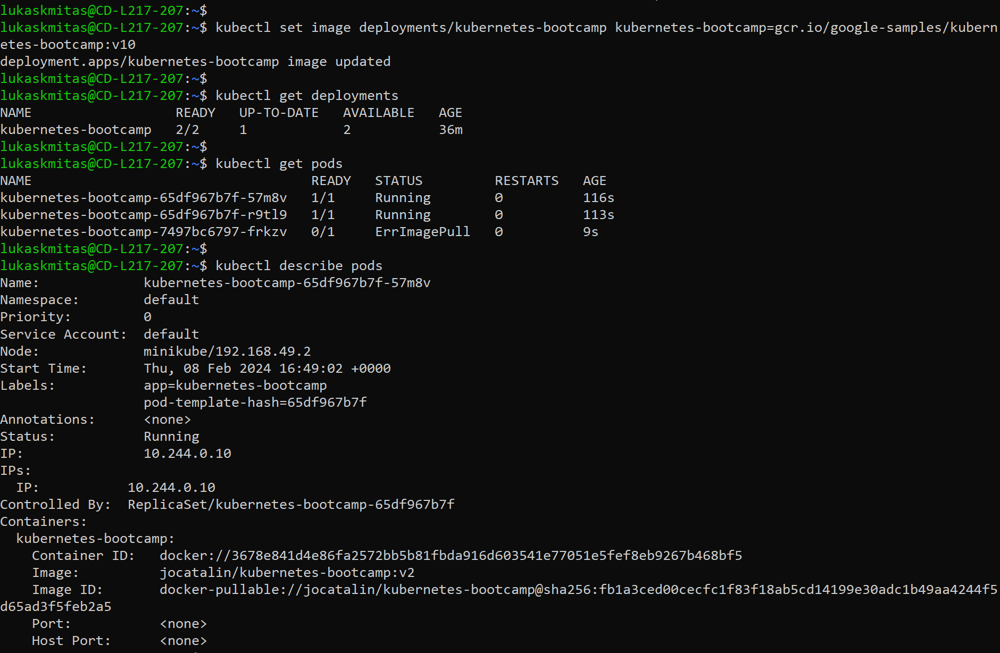 lukaskmitas@CD-L217-207:~$
lukaskmitas@CD-L217-207:~$ kubectl set image deployments/kubernetes-bootcamp kubernetes-bootcamp=gcr.io/google-samples/kubern
etes-bootcamp:v10
deployment.apps/kubernetes-bootcamp image updated
lukaskmitas@CD-L217-207:~$
lukaskmitas@CD-L217-207:~$ kubectl get deployments
NAME                  READY   UP-TO-DATE   AVAILABLE   AGE
kubernetes-bootcamp   2/2     1            2           36m
lukaskmitas@CD-L217-207:~$
lukaskmitas@CD-L217-207:~$ kubectl get pods
NAME                                   READY   STATUS         RESTARTS   AGE
kubernetes-bootcamp-65df967b7f-57m8v   1/1     Running        0          116s
kubernetes-bootcamp-65df967b7f-r9tl9   1/1     Running        0          113s
kubernetes-bootcamp-7497bc6797-frkzv   0/1     ErrImagePull   0          9s
lukaskmitas@CD-L217-207:~$
lukaskmitas@CD-L217-207:~$ kubectl describe pods
Name:             kubernetes-bootcamp-65df967b7f-57m8v
Namespace:        default
Priority:         0
Service Account:  default
Node:             minikube/192.168.49.2
Start Time:       Thu, 08 Feb 2024 16:49:02 +0000
Labels:           app=kubernetes-bootcamp
                  pod-template-hash=65df967b7f
Annotations:      <none>
Status:           Running
IP:               10.244.0.10
IPs:
  IP:           10.244.0.10
Controlled By:  ReplicaSet/kubernetes-bootcamp-65df967b7f
Containers:
  kubernetes-bootcamp:
    Container ID:   docker://3678e841d4e86fa2572bb5b81fbda916d603541e77051e5fef8eb9267b468bf5
    Image:          jocatalin/kubernetes-bootcamp:v2
    Image ID:       docker-pullable://jocatalin/kubernetes-bootcamp@sha256:fb1a3ced00cecfc1f83f18ab5cd14199e30adc1b49aa4244f5
d65ad3f5feb2a5
    Port:           <none>
    Host Port:      <none>